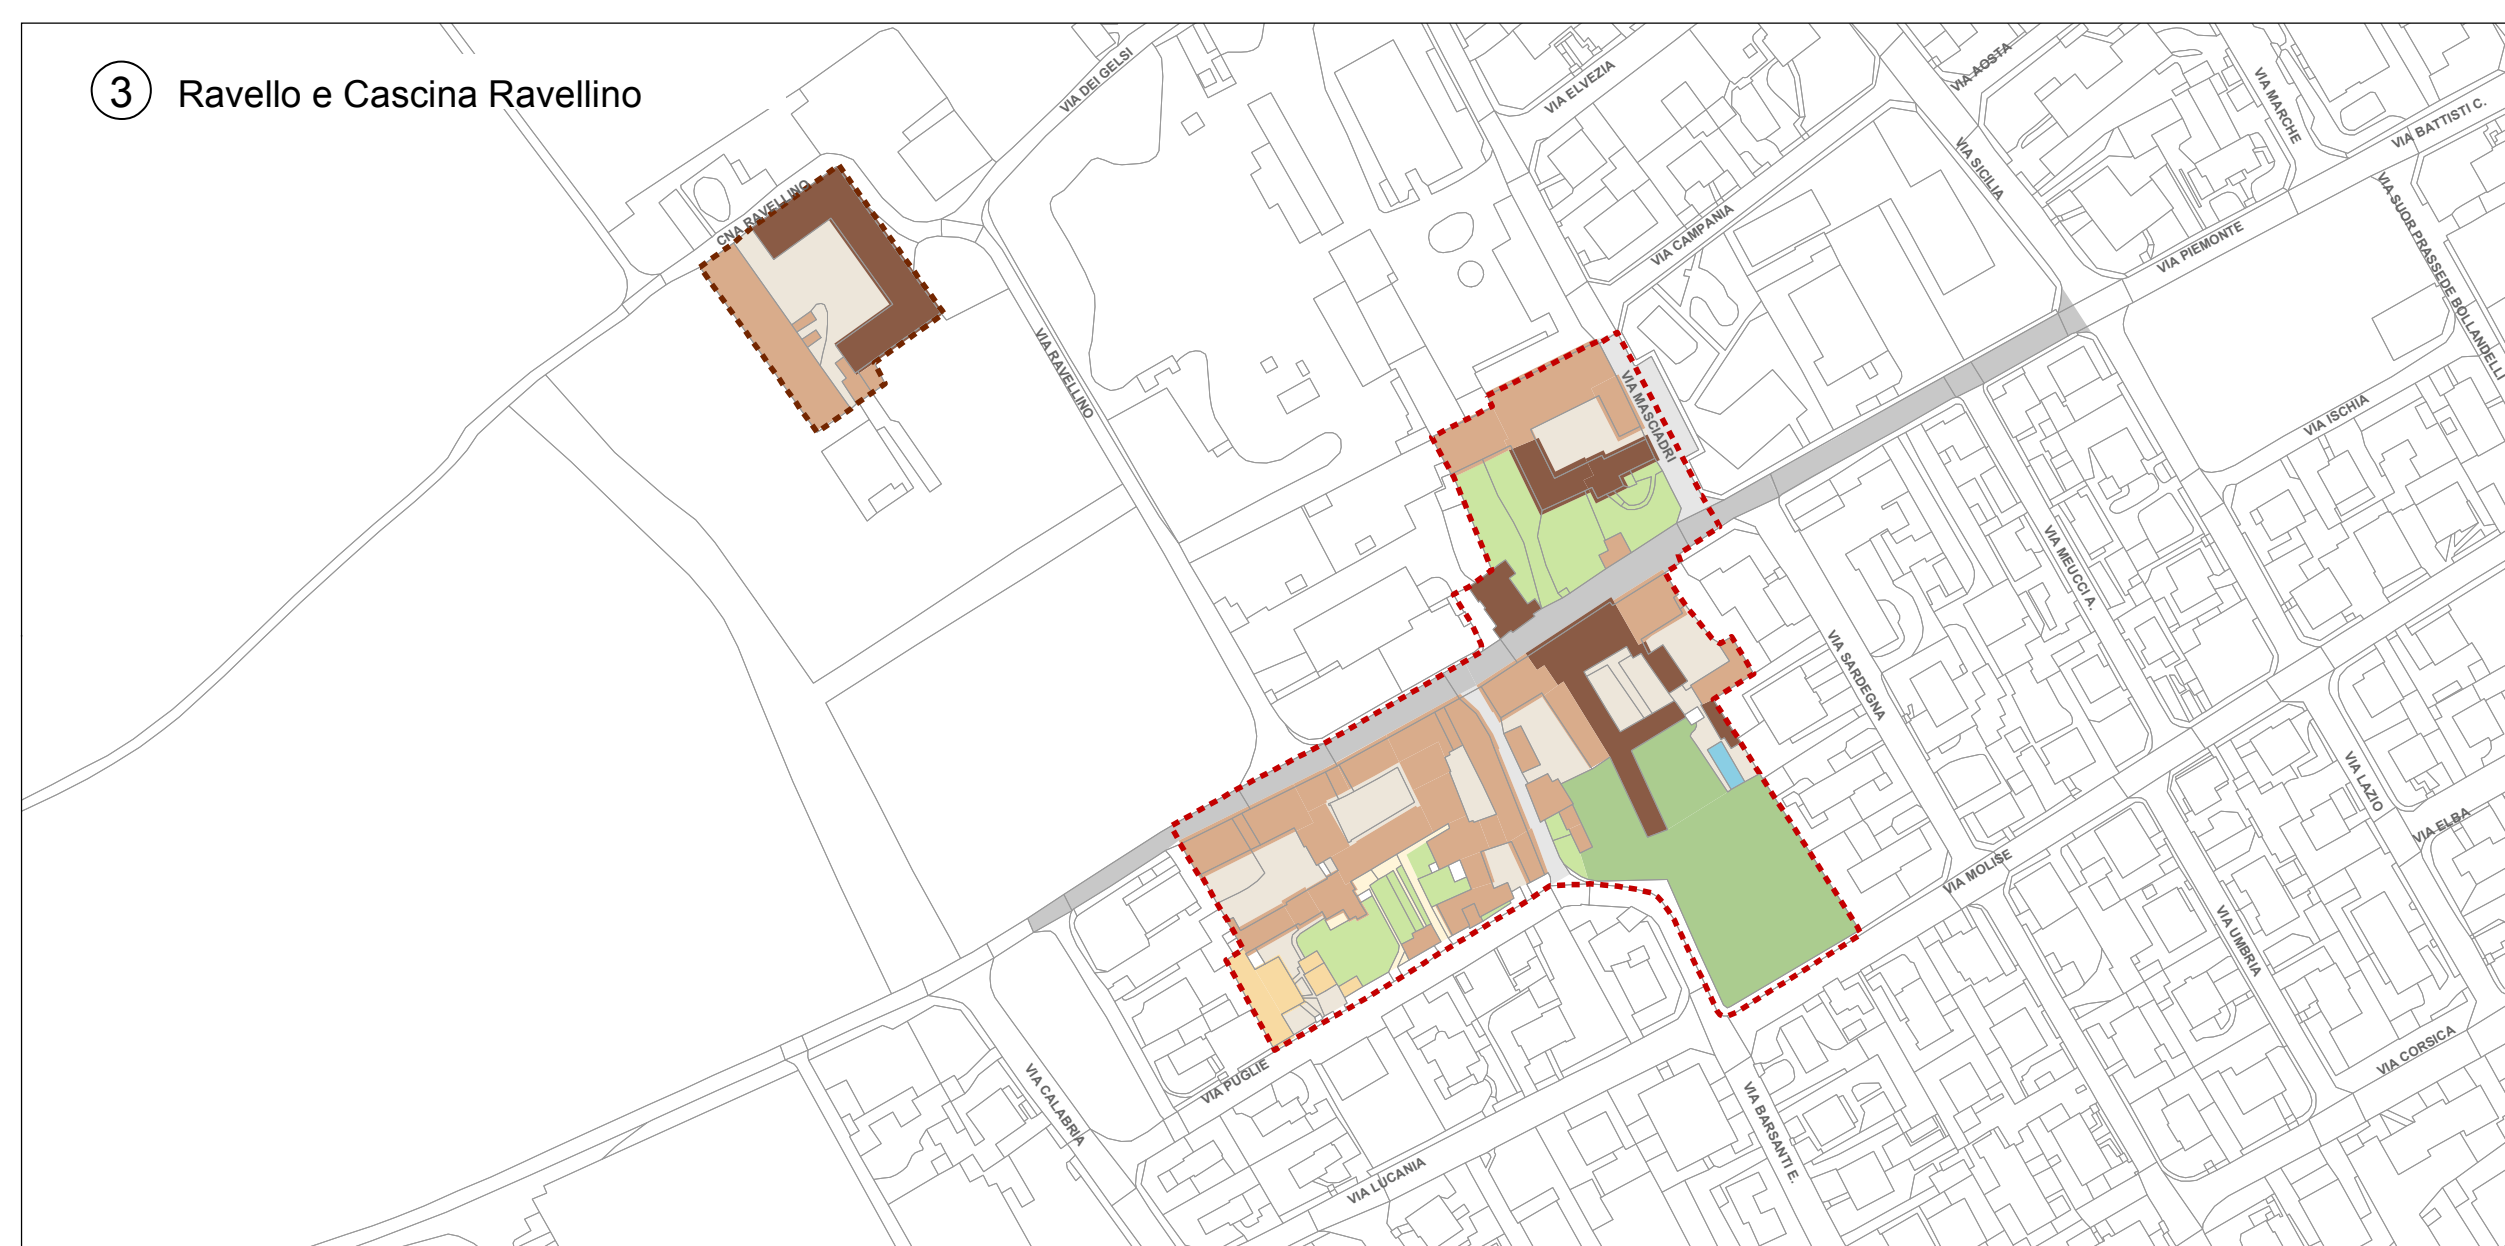 3 Ravello e Cascina Ravellino
VIA DEI GELSI
VIA ELVEZIA
VIA AOSTA
VIA MARCHE
VIA BATTISTI C.
VIA SICILIA
CNA RAVELLINO
VIA CAMPANIA
VIA PIEMONTE
VIA SUOR PRASSEDE BOLLANDELLI
VIA RAVELLINO
VIA MASCIADRI
VIA ISCHIA
VIA MEUCCI A.
VIA SARDEGNA
VIA LAZIO
VIA ELBA
VIA MOLISE
VIA UMBRIA
VIA CORSICA
VIA PUGLIE
VIA CALABRIA
VIA BARSANTI E.
VIA LUCANIA